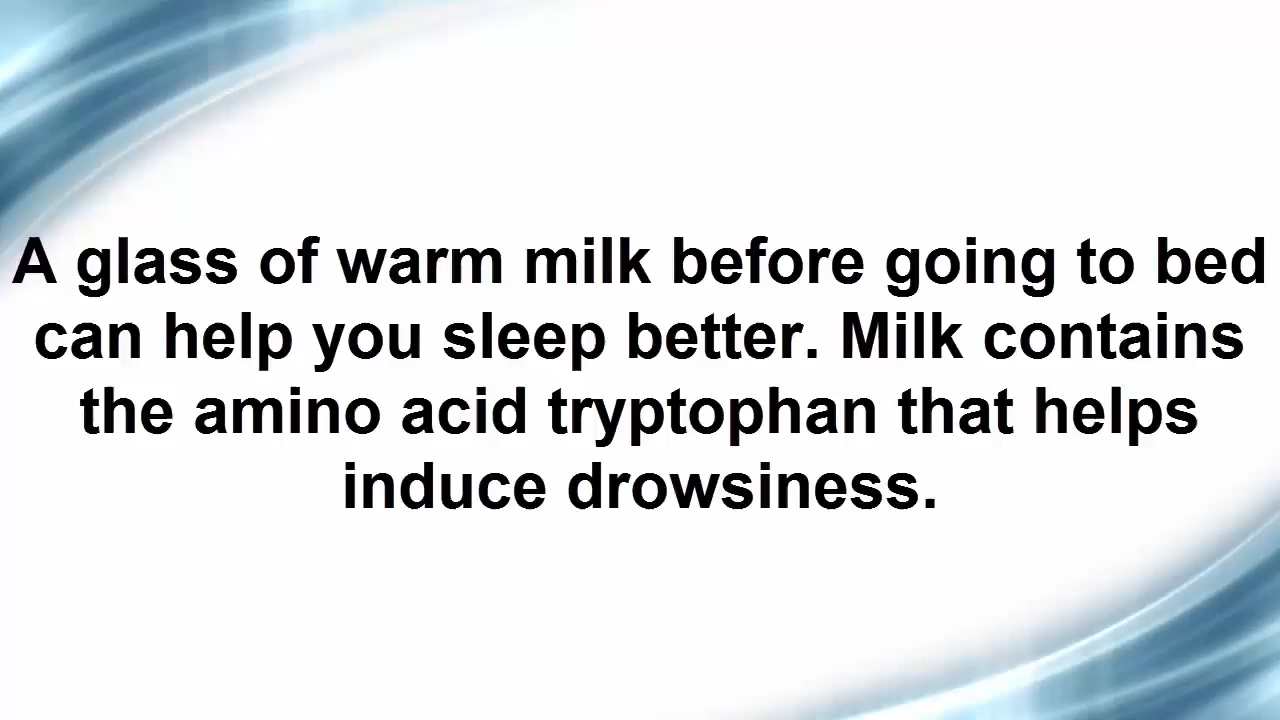 A glass of warm milk before going to bed
can help you sleep better. Milk contains
the amino acid tryptophan that helps
induce drowsiness.